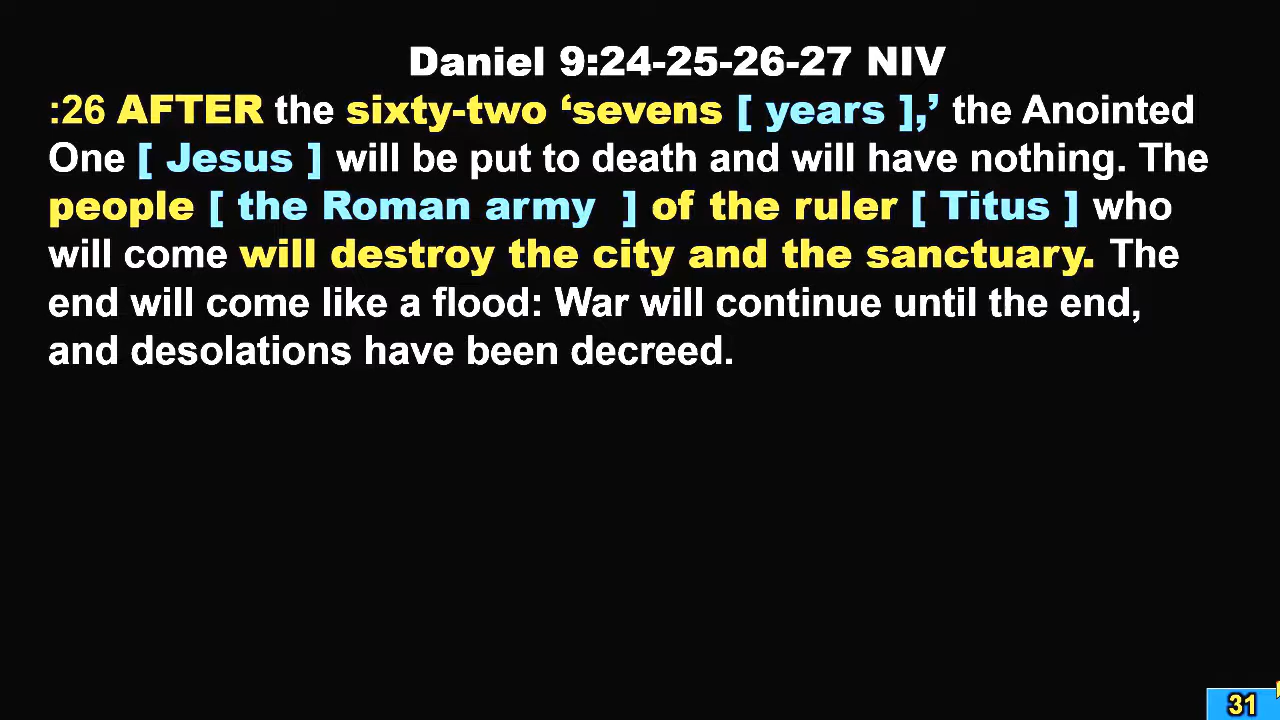 Daniel 9:24-25-26-27 NIV
:26 AFTER the sixty-two ‘sevens [ years ],’ the Anointed
One [ Jesus ] will be put to death and will have nothing. The
people [ the Roman army  ] of the ruler [ Titus ] who
will come will destroy the city and the sanctuary. The
end will come like a flood: War will continue until the end,
and desolations have been decreed.
31